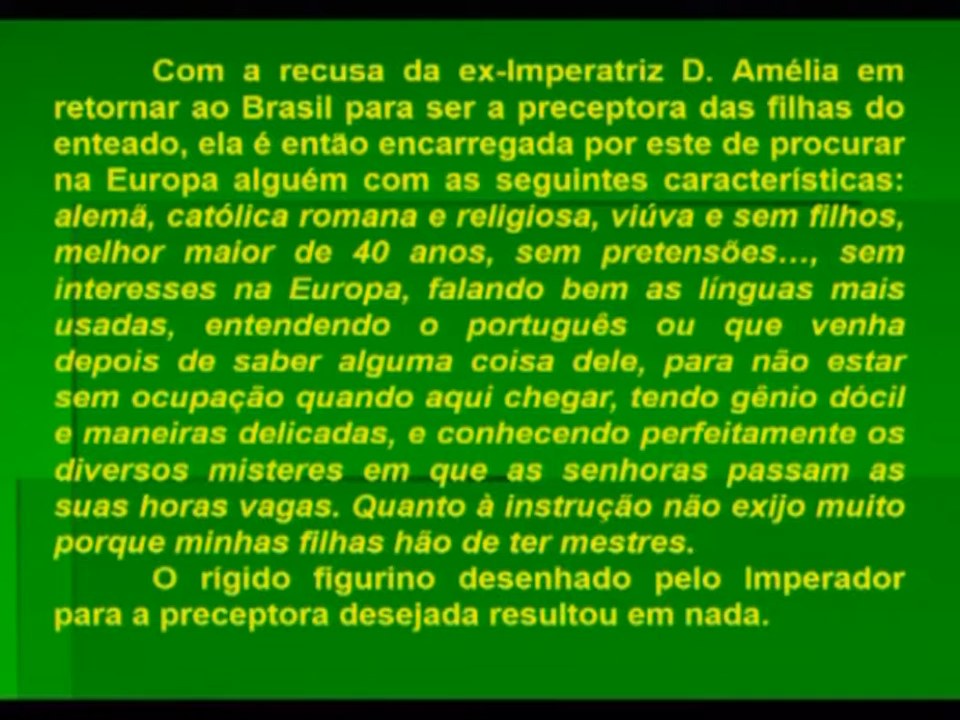 Com a recusa da ex-Imperatriz D. Amélia em
retornar ao Brasil para ser a preceptora das filhas do
enteado, ela é então encarregada por este de procurar
na Europa alguém com as seguintes características:
alemã, católica romana e religiosa, viúva e sem filhos,
melhor maior de 40 anos, sem pretensões..., sem
interesses na Europa, falando bem as línguas mais
usadas, entendendo o português ou que venha
depois de saber alguma coisa dele, para não estar
sem ocupação quando aqui chegar, tendo gênio dócil
e maneiras delicadas, e conhecendo perfeitamente os
diversos misteres em que as senhoras passam as
suas horas vagas. Quanto à instrução não exijo muito
porque minhas filhas hão de ter mestres.
O rígido figurino desenhado pelo Imperador
para a preceptora desejada resultou em nada.